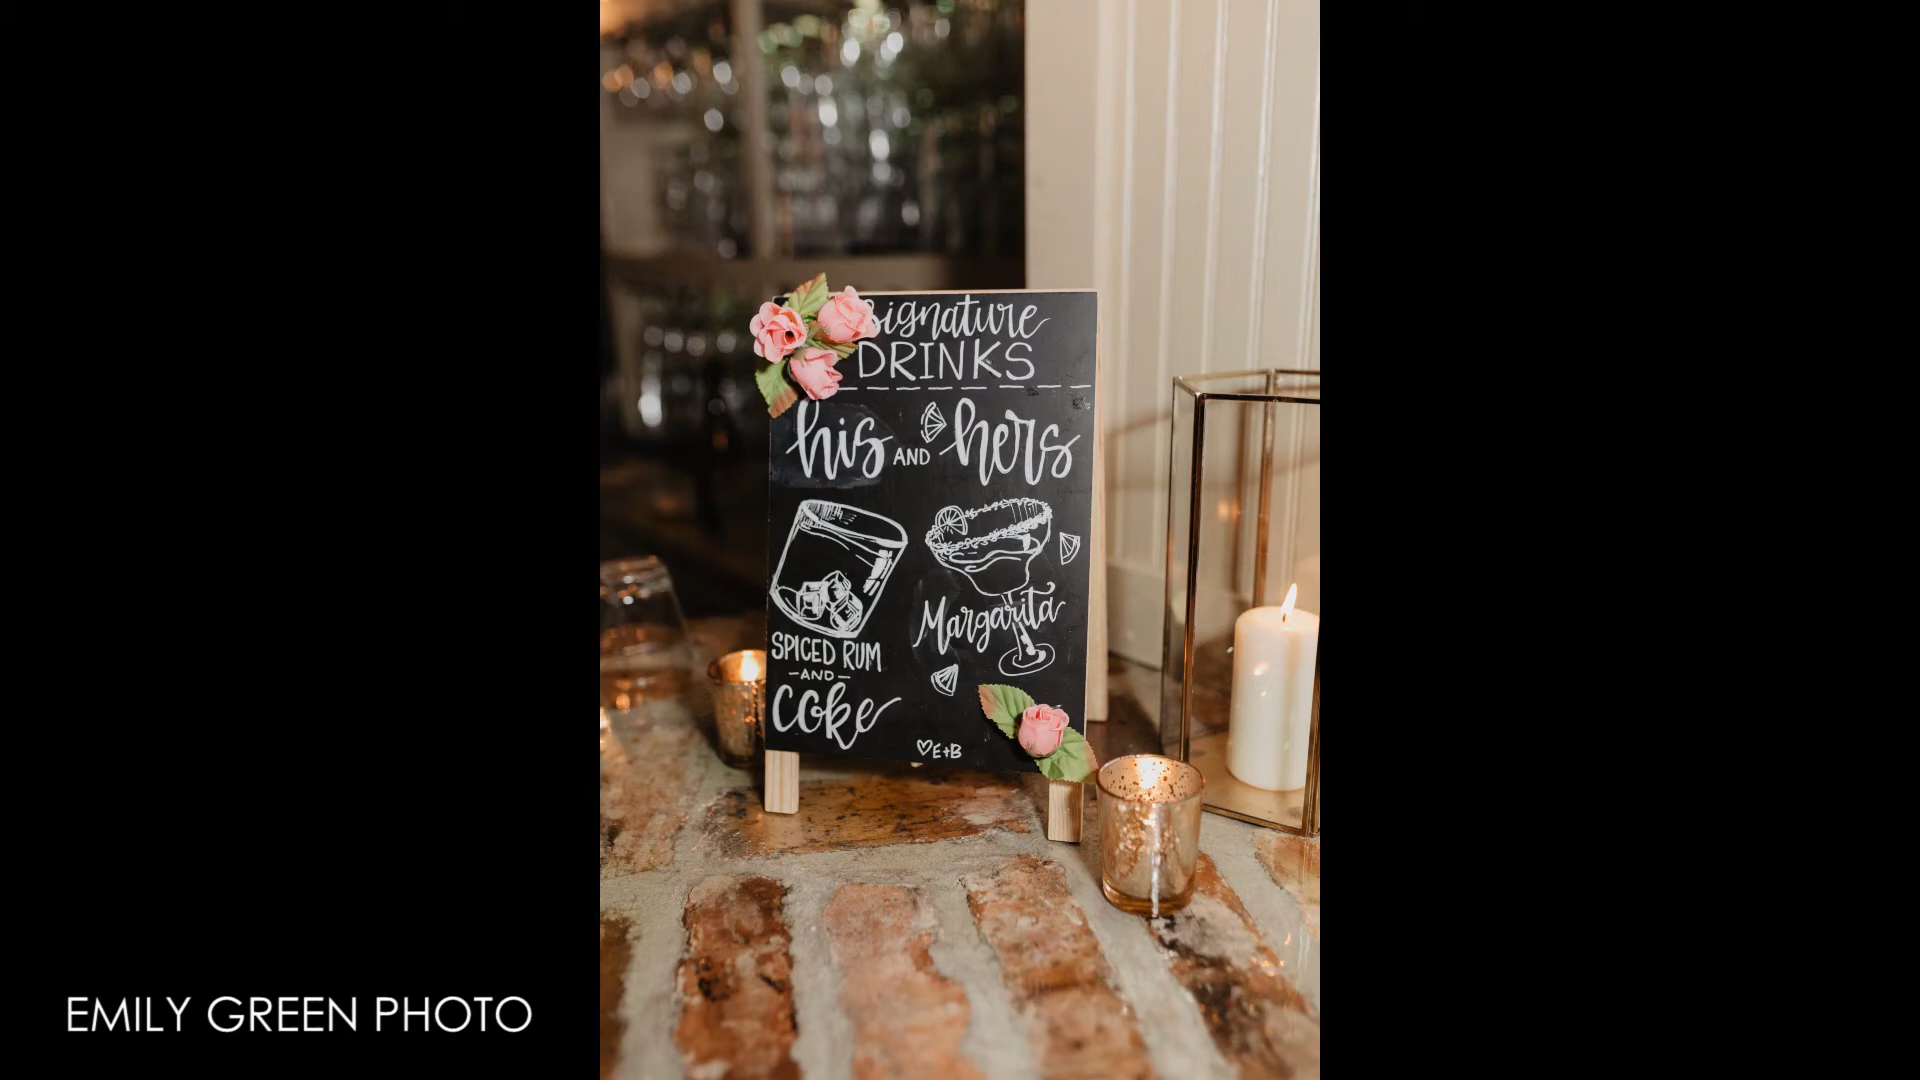 Signature
DRINKS
his AND hers
SPICED RUM
-AND-
coke
Margarita
♡E+B
EMILY GREEN PHOTO